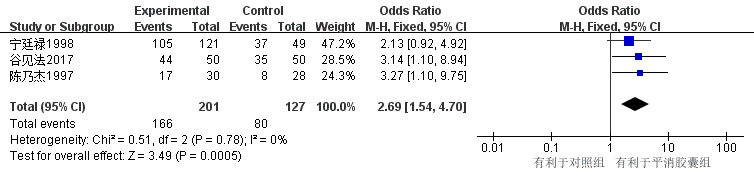 Experimental Control Odds Ratio Odds Ratio
Study or Subgroup Events Total Events Total Weight M-H, Fixed, 95% CI M-H, Fixed, 95% CI
宁廷禄1998 105 121 37 49 47.2% 2.13 [0.92, 4.92]
谷见法2017 44 50 35 50 28.5% 3.14 [1.10, 8.94]
陈乃杰1997 17 30 8 28 24.3% 3.27 [1.10, 9.75]
Total (95% CI) 201 127 100.0% 2.69 [1.54, 4.70]
Total events 166 80
Heterogeneity: Chi² = 0.51, df = 2 (P = 0.78); I² = 0%
Test for overall effect: Z = 3.49 (P = 0.0005)
0.01 0.1 1 10 100
有利于对照组 有利于平消胶囊组